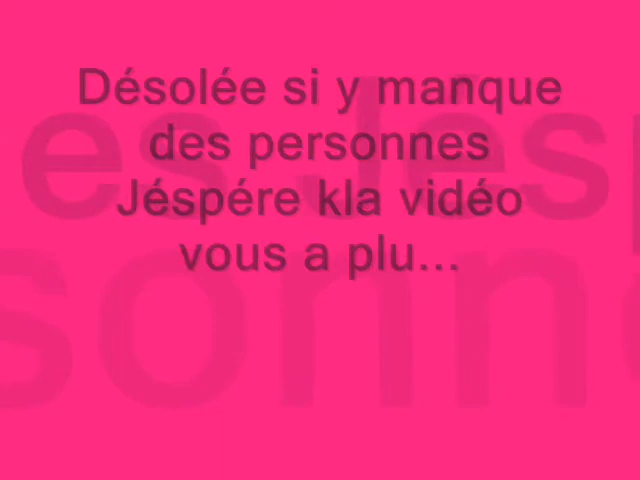 Désolée si y manque
des personnes
Jéspére kla vidéo
vous a plu...